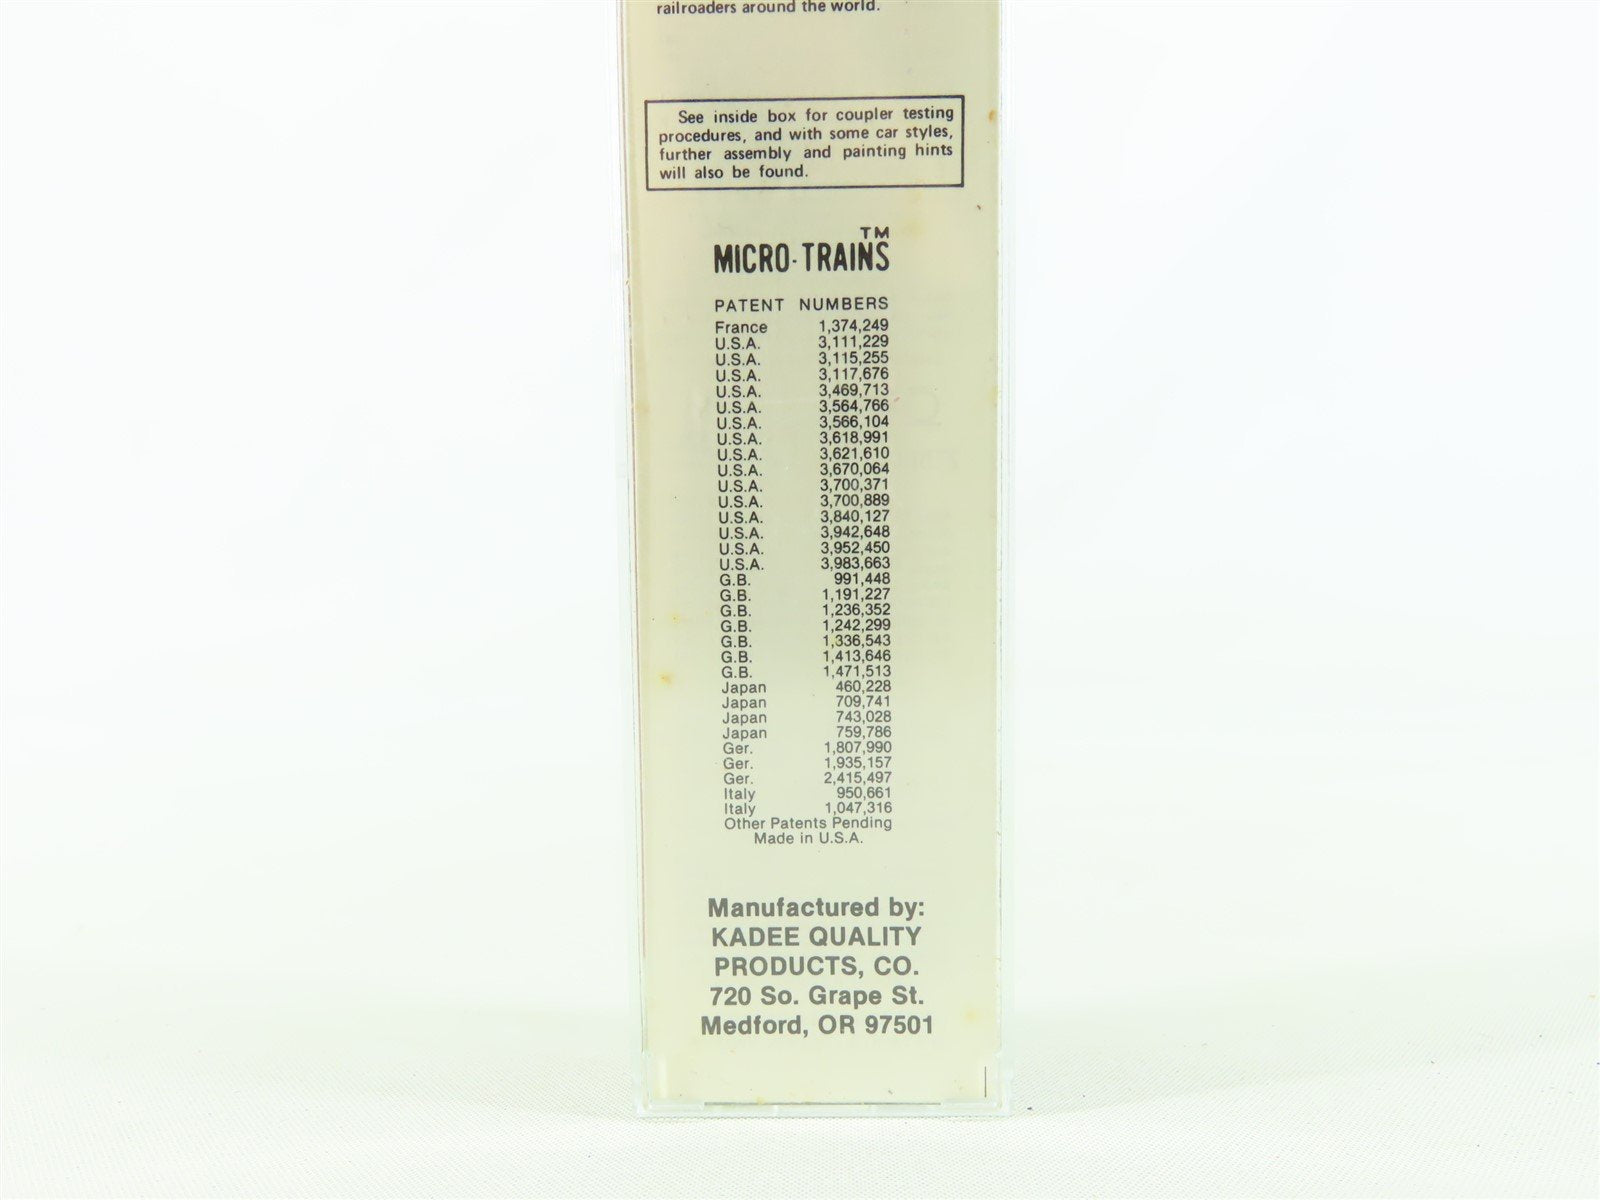 railroaders around the world.
See inside box for coupler testing
procedures, and with some car styles,
further assembly and painting hints
will also be found.
TM
MICRO-TRAINS
PATENT NUMBERS
France 1,374,249
U.S.A. 3,111,229
U.S.A. 3,115,255
U.S.A. 3,117,676
U.S.A. 3,469,713
U.S.A. 3,564,766
U.S.A. 3,566,104
U.S.A. 3,618,991
U.S.A. 3,621,610
U.S.A. 3,670,064
U.S.A. 3,700,371
U.S.A. 3,700,889
U.S.A. 3,840,127
U.S.A. 3,942,648
U.S.A. 3,952,450
U.S.A. 3,983,663
G.B. 991,448
G.B. 1,191,227
G.B. 1,236,352
G.B. 1,242,299
G.B. 1,336,543
G.B. 1,413,646
G.B. 1,471,513
Japan 460,228
Japan 709,741
Japan 743,028
Japan 759,786
Ger. 1,807,990
Ger. 1,935,157
Ger. 2,415,497
Italy 950,661
Italy 1,047,316
Other Patents Pending
Made in U.S.A.
Manufactured by:
KADEE QUALITY
PRODUCTS, CO.
720 So. Grape St.
Medford, OR 97501